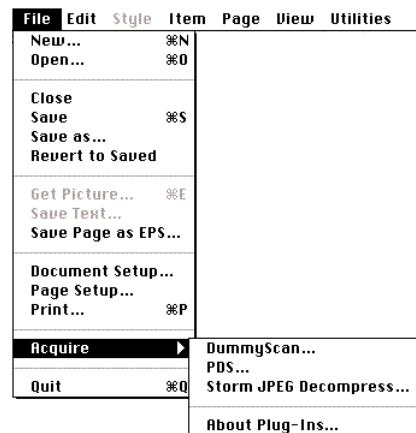 File Edit Style Item Page View Utilities
New... ⌘N
Open... ⌘O
Close
Save ⌘S
Save as...
Revert to Saved
Get Picture... ⌘E
Save Text...
Save Page as EPS...
Document Setup...
Page Setup...
Print... ⌘P
Acquire
Quit ⌘Q
DummyScan...
PDS...
Storm JPEG Decompress...
About Plug-Ins...